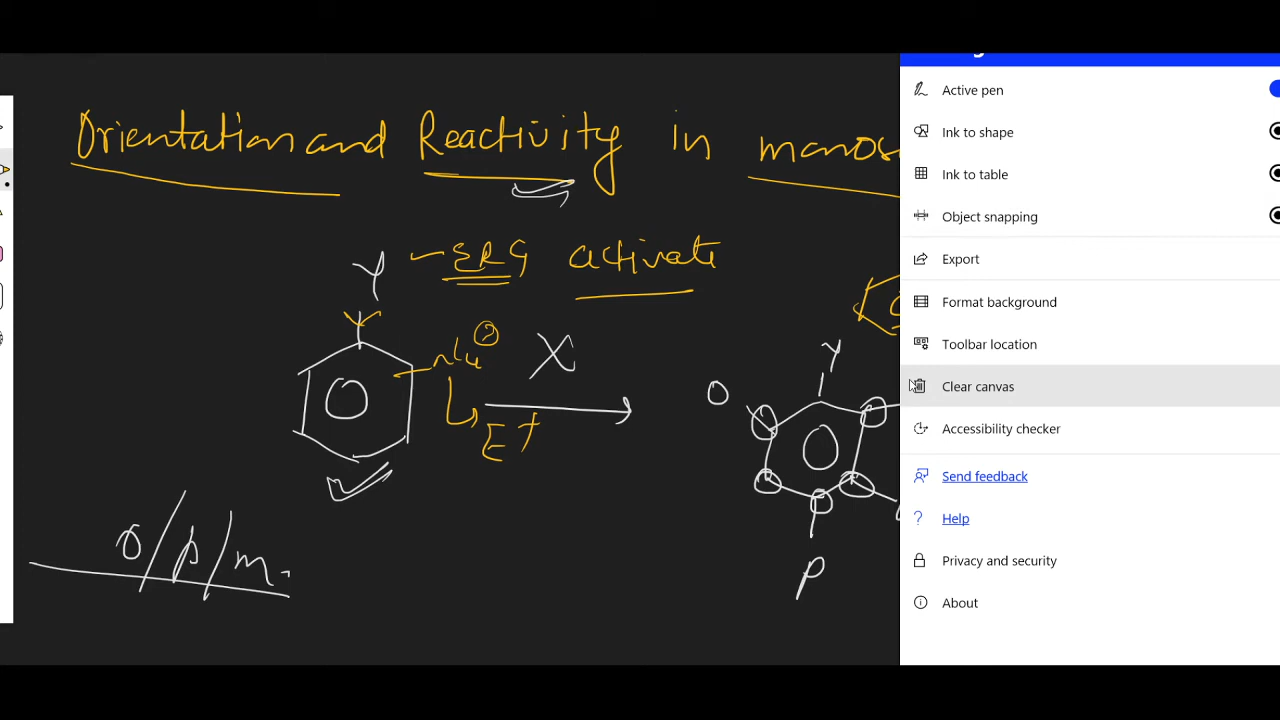 Orientation and Reactivity in monos
Y - ERG activate
Y
X
E+
O
Y
p
o/p/m
Active pen
Ink to shape
Ink to table
Object snapping
Export
Format background
Toolbar location
Clear canvas
Accessibility checker
Send feedback
Help
Privacy and security
About